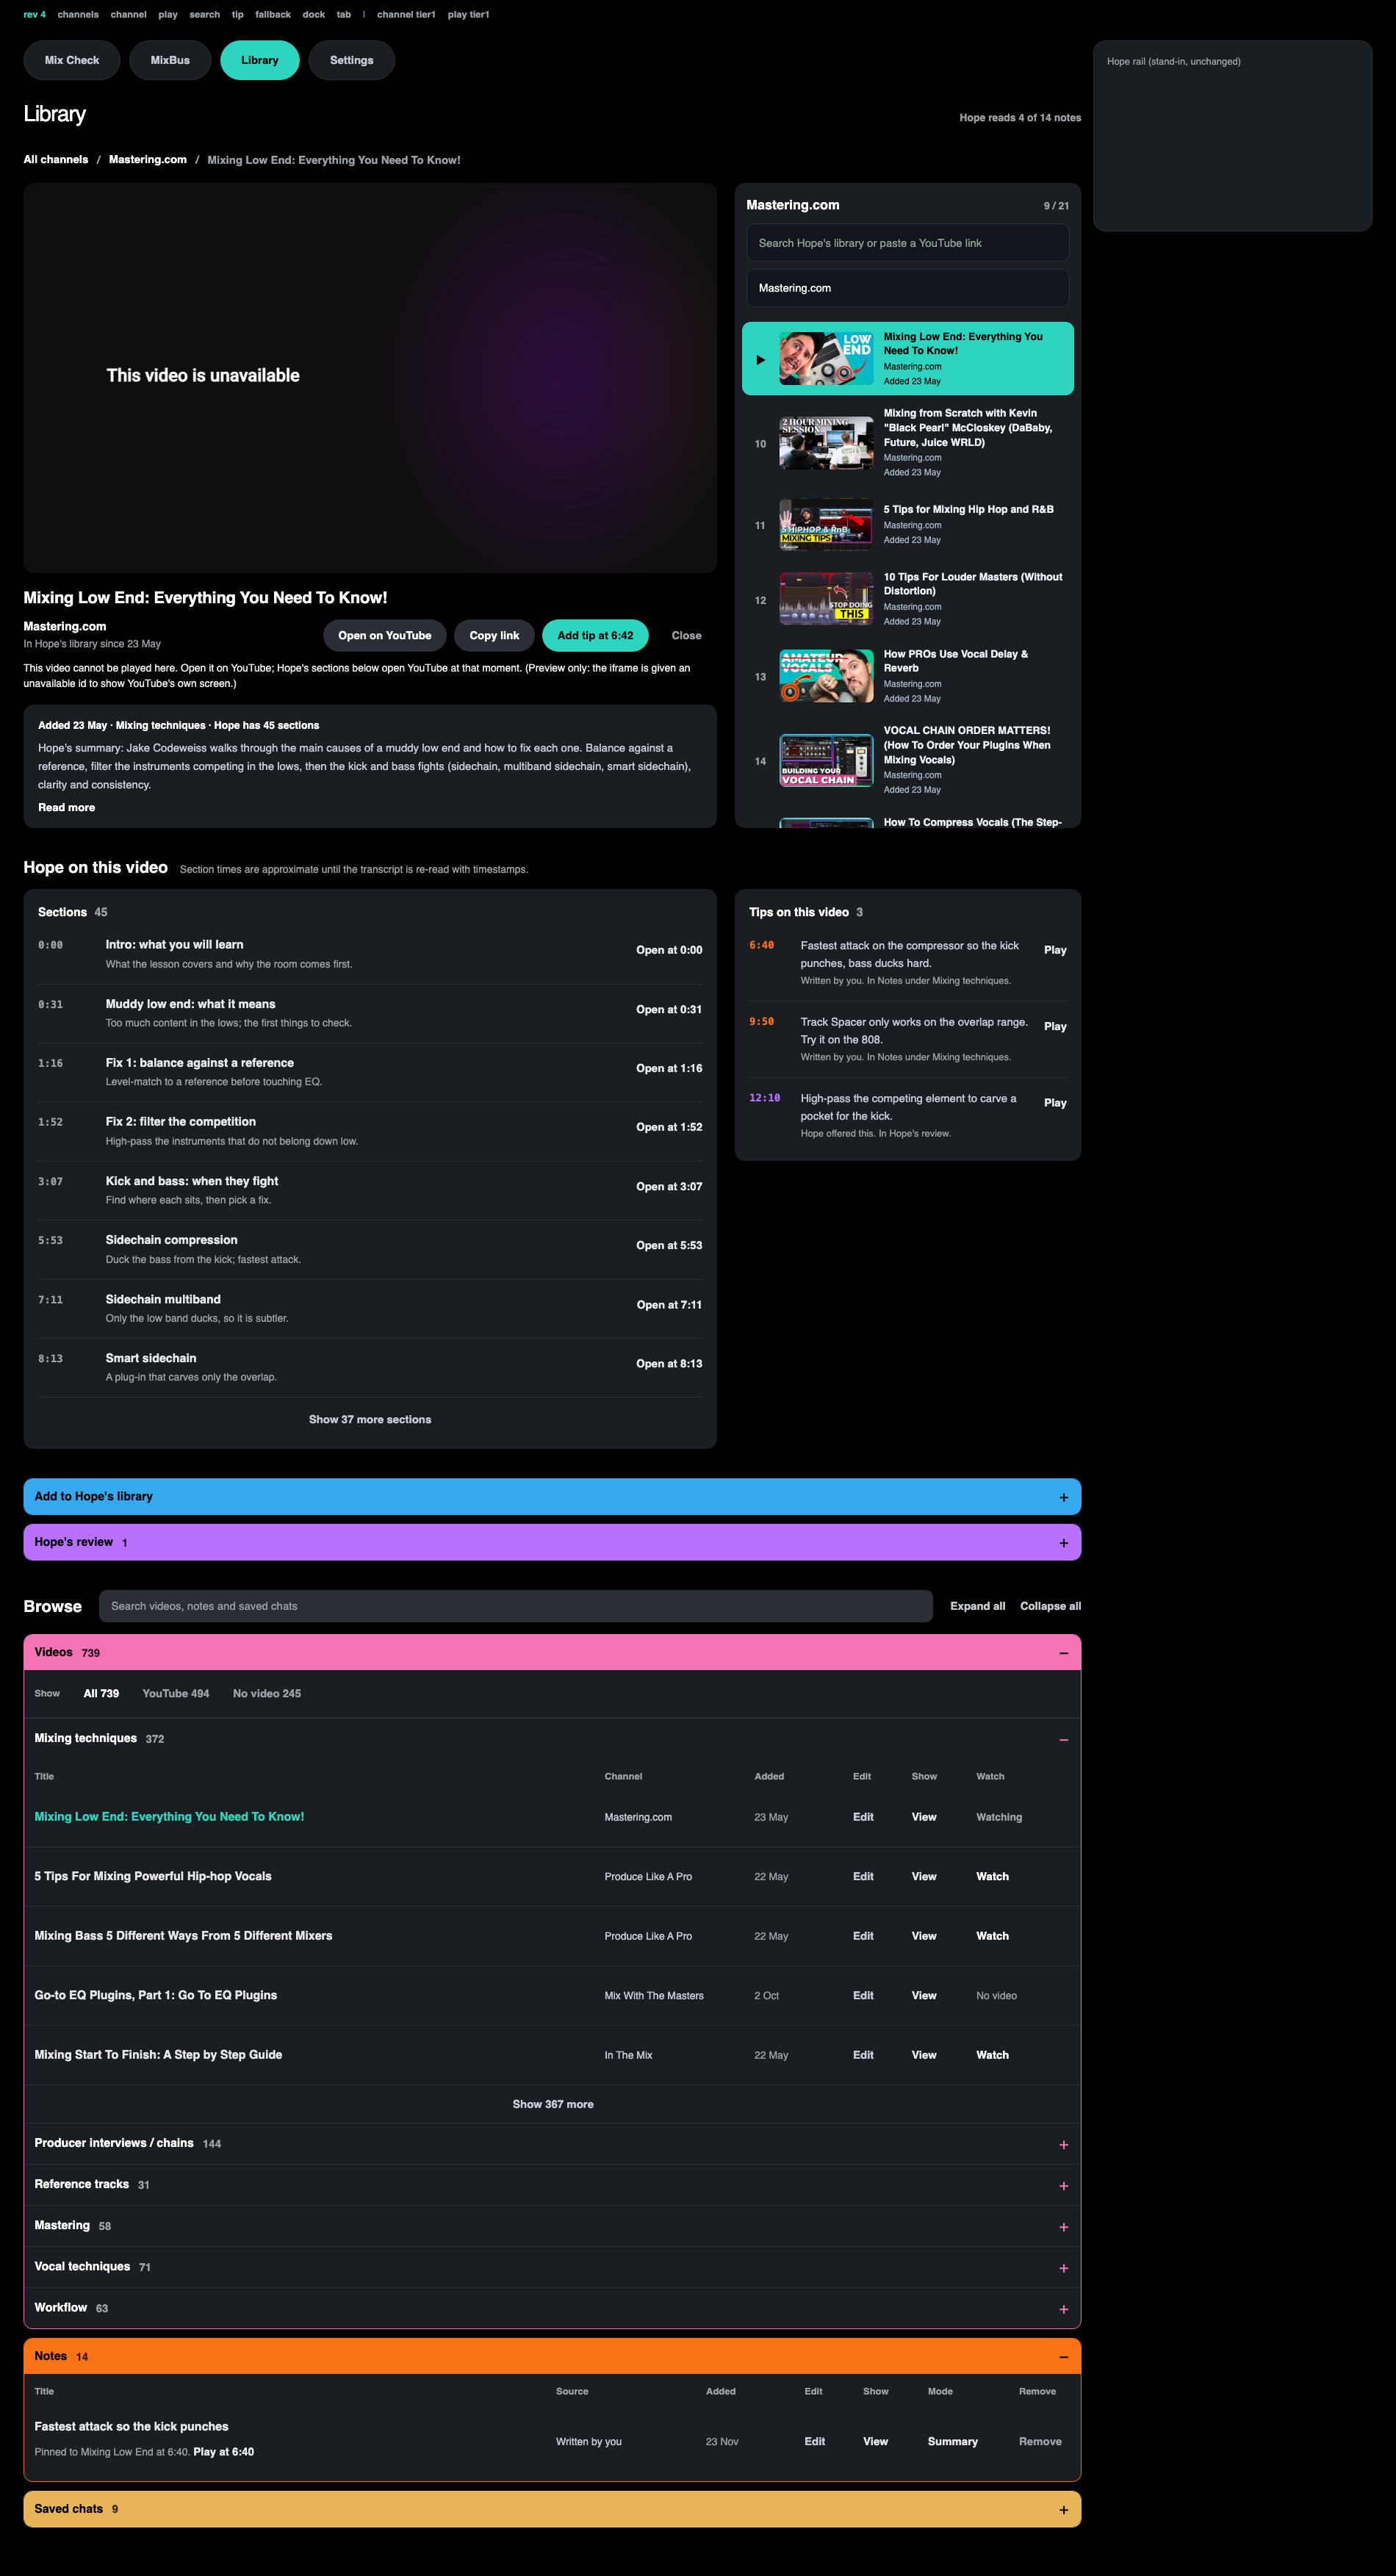 rev 4 channels channel play search tip fallback dock tab | channel tier1 play tier1
Mix Check MixBus Library Settings
Hope rail (stand-in, unchanged)
Library
Hope reads 4 of 14 notes
All channels / Mastering.com / Mixing Low End: Everything You Need To Know!
This video is unavailable
Mixing Low End: Everything You Need To Know!
Mastering.com
In Hope's library since 23 May
Open on YouTube Copy link Add tip at 6:42 Close
This video cannot be played here. Open it on YouTube; Hope's sections below open YouTube at that moment. (Preview only: the iframe is given an
unavailable id to show YouTube's own screen.)
Added 23 May · Mixing techniques · Hope has 45 sections
Hope's summary: Jake Codeweiss walks through the main causes of a muddy low end and how to fix each one. Balance against a
reference, filter the instruments competing in the lows, then the kick and bass fights (sidechain, multiband sidechain, smart sidechain),
clarity and consistency.
Read more
Mastering.com 9 / 21
Search Hope's library or paste a YouTube link
Mastering.com
LOW
END
Mixing Low End: Everything You
Need To Know!
Mastering.com
Added 23 May
10
2 HOUR MIXING
SESSION
Mixing from Scratch with Kevin
"Black Pearl" McCloskey (DaBaby,
Future, Juice WRLD)
Mastering.com
Added 23 May
11
5 HIPHOP & RnB
MIXING TIPS
5 Tips for Mixing Hip Hop and R&B
Mastering.com
Added 23 May
12
STOP DOING
THIS
10 Tips For Louder Masters (Without
Distortion)
Mastering.com
Added 23 May
13
AMATEUR
VOCALS
How PROs Use Vocal Delay &
Reverb
Mastering.com
Added 23 May
14
BUILDING YOUR
VOCAL CHAIN
VOCAL CHAIN ORDER MATTERS!
(How To Order Your Plugins When
Mixing Vocals)
Mastering.com
Added 23 May
How To Compress Vocals (The Step-
Hope on this video Section times are approximate until the transcript is re-read with timestamps.
Sections 45
0:00 Intro: what you will learn Open at 0:00
What the lesson covers and why the room comes first.
0:31 Muddy low end: what it means Open at 0:31
Too much content in the lows; the first things to check.
1:16 Fix 1: balance against a reference Open at 1:16
Level-match to a reference before touching EQ.
1:52 Fix 2: filter the competition Open at 1:52
High-pass the instruments that do not belong down low.
3:07 Kick and bass: when they fight Open at 3:07
Find where each sits, then pick a fix.
5:53 Sidechain compression Open at 5:53
Duck the bass from the kick; fastest attack.
7:11 Sidechain multiband Open at 7:11
Only the low band ducks, so it is subtler.
8:13 Smart sidechain Open at 8:13
A plug-in that carves only the overlap.
Show 37 more sections
Tips on this video 3
6:40 Fastest attack on the compressor so the kick Play
punches, bass ducks hard.
Written by you. In Notes under Mixing techniques.
9:50 Track Spacer only works on the overlap range. Play
Try it on the 808.
Written by you. In Notes under Mixing techniques.
12:10 High-pass the competing element to carve a Play
pocket for the kick.
Hope offered this. In Hope's review.
Add to Hope's library +
Hope's review 1 +
Browse Search videos, notes and saved chats Expand all Collapse all
Videos 739 −
Show All 739 YouTube 494 No video 245
Mixing techniques 372 −
Title Channel Added Edit Show Watch
Mixing Low End: Everything You Need To Know! Mastering.com 23 May Edit View Watching
5 Tips For Mixing Powerful Hip-hop Vocals Produce Like A Pro 22 May Edit View Watch
Mixing Bass 5 Different Ways From 5 Different Mixers Produce Like A Pro 22 May Edit View Watch
Go-to EQ Plugins, Part 1: Go To EQ Plugins Mix With The Masters 2 Oct Edit View No video
Mixing Start To Finish: A Step by Step Guide In The Mix 22 May Edit View Watch
Show 367 more
Producer interviews / chains 144 +
Reference tracks 31 +
Mastering 58 +
Vocal techniques 71 +
Workflow 63 +
Notes 14 −
Title Source Added Edit Show Mode Remove
Fastest attack so the kick punches
Pinned to Mixing Low End at 6:40. Play at 6:40 Written by you 23 Nov Edit View Summary Remove
Saved chats 9 +